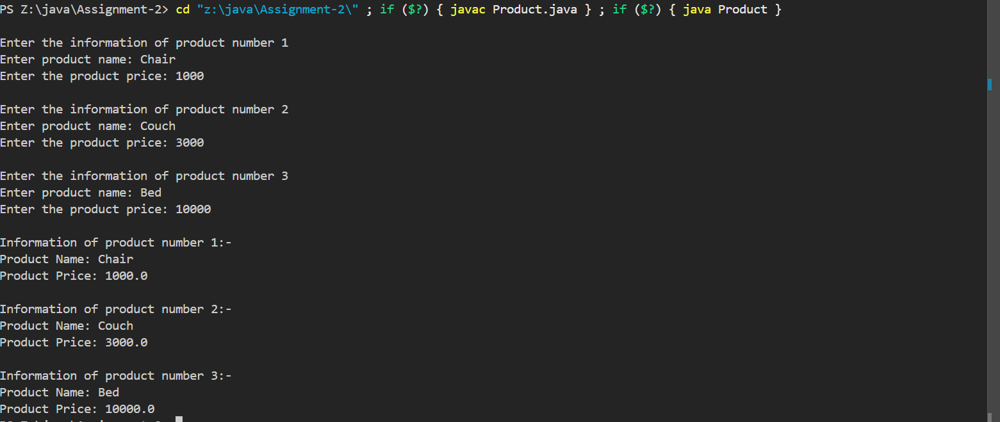 PS Z:\java\Assignment-2> cd "z:\java\Assignment-2\" ; if ($?) { javac Product.java } ; if ($?) { java Product }
Enter the information of product number 1
Enter product name: Chair
Enter the product price: 1000
Enter the information of product number 2
Enter product name: Couch
Enter the product price: 3000
Enter the information of product number 3
Enter product name: Bed
Enter the product price: 10000
Information of product number 1:-
Product Name: Chair
Product Price: 1000.0
Information of product number 2:-
Product Name: Couch
Product Price: 3000.0
Information of product number 3:-
Product Name: Bed
Product Price: 10000.0